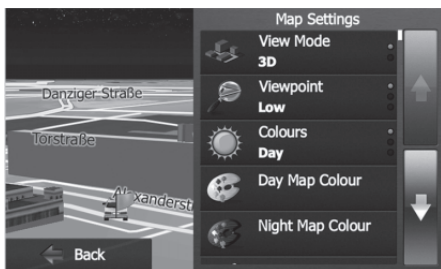 Map Settings
View Mode
3D
Danziger Straße
Viewpoint
Low
Torstraße
Colours
Day
Day Map Colour
Night Map Colour
Back